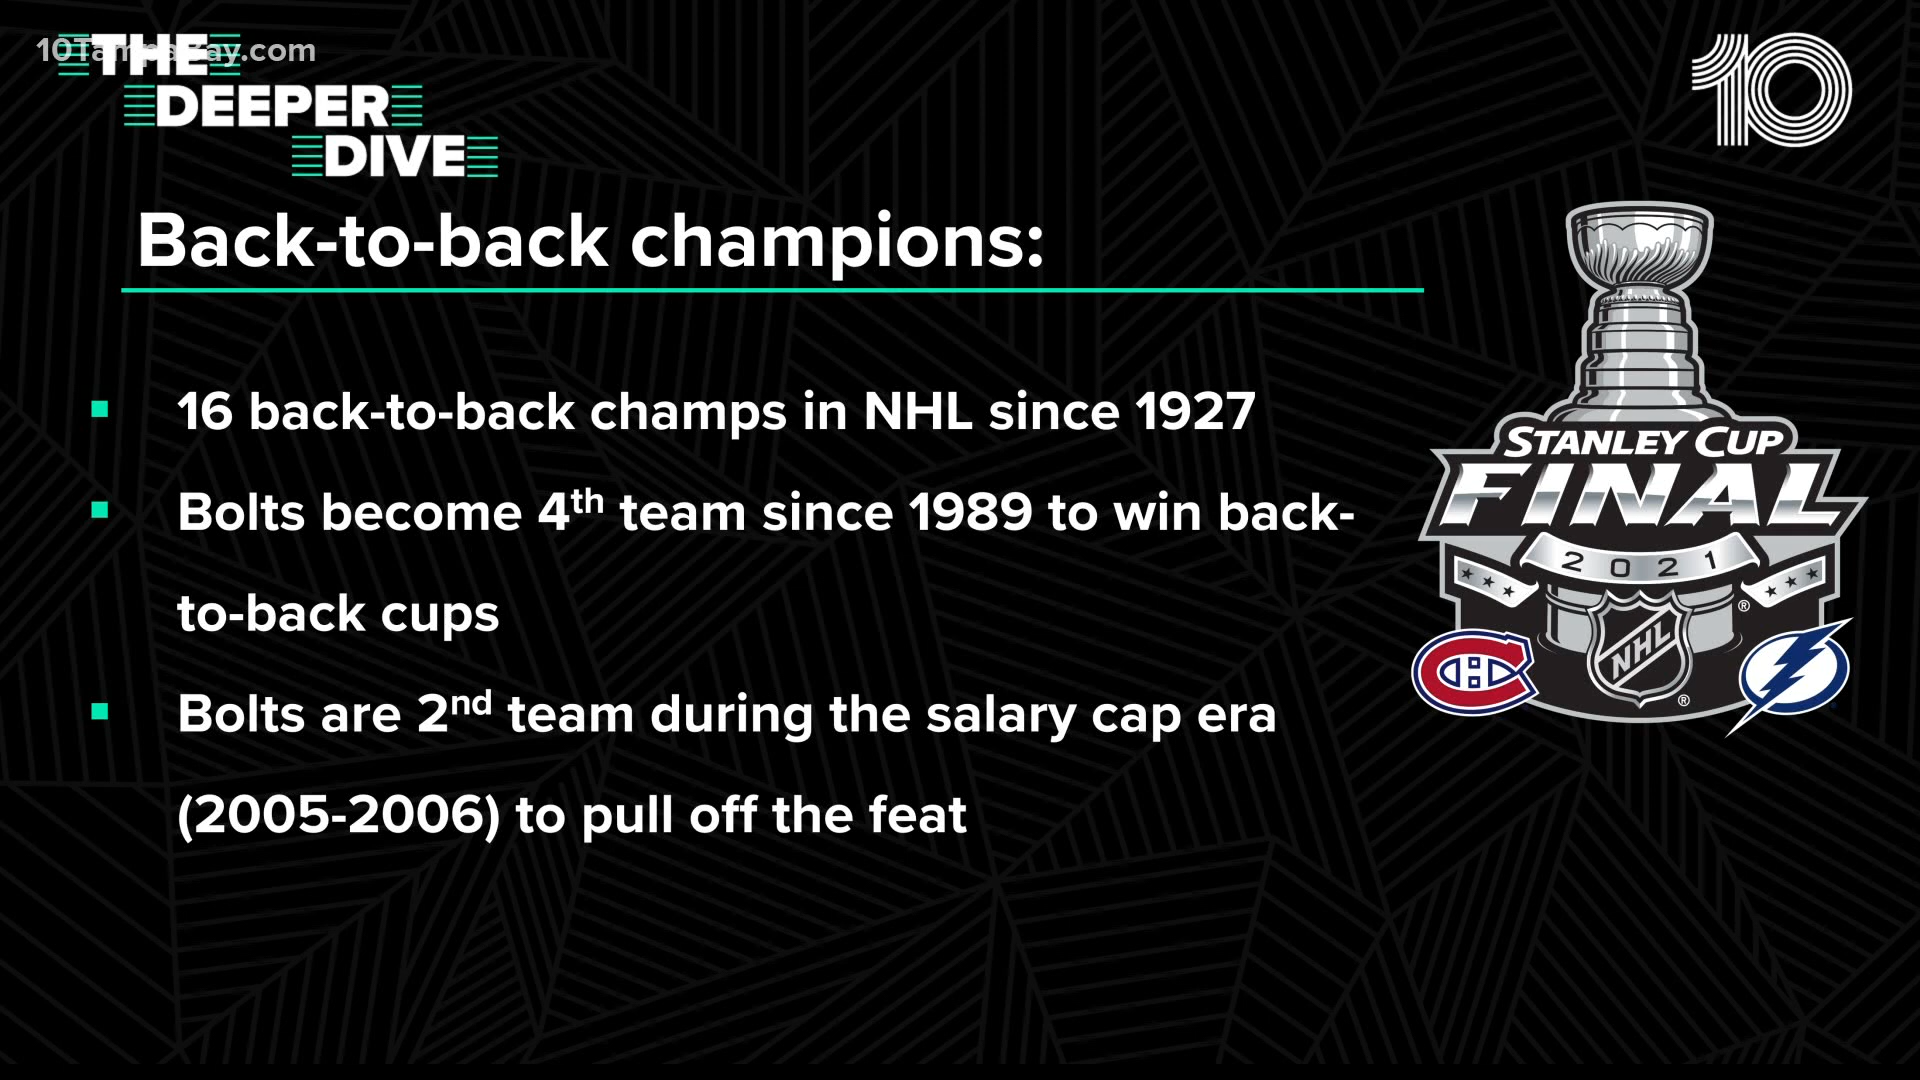 10TampaBay.com
THE
DEEPER
DIVE
10
Back-to-back champions:
16 back-to-back champs in NHL since 1927
Bolts become 4th team since 1989 to win back-
to-back cups
Bolts are 2nd team during the salary cap era
(2005-2006) to pull off the feat
STANLEY CUP
FINAL
2021
NHL